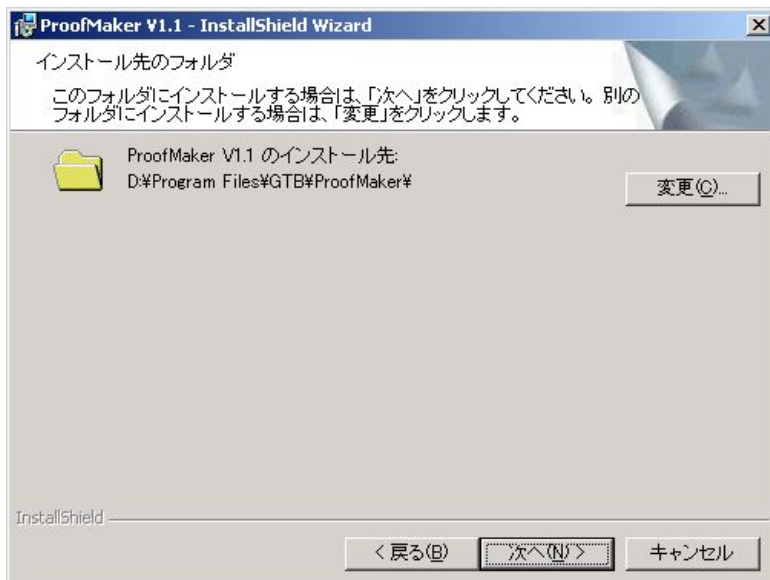 ProofMaker V1.1 - InstallShield Wizard
インストール先のフォルダ
このフォルダにインストールする場合は、「次へ」をクリックしてください。別の
フォルダにインストールする場合は、「変更」をクリックします。
ProofMaker V1.1 のインストール先:
D:¥Program Files¥GTB¥ProofMaker¥
変更(C)...
InstallShield
< 戻る(B)
次へ(N) >
キャンセル